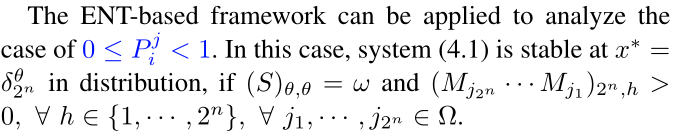 The ENT-based framework can be applied to analyze the
case of $0 \leq P_i^j < 1$. In this case, system (4.1) is stable at $x^* =$
$\delta_{2^n}^{\theta}$ in distribution, if $(S)_{\theta,\theta} = \omega$ and $(M_{j_{2^n}} \cdots M_{j_1})_{2^n,h} >$
$0, \forall h \in \{1, \cdots, 2^n\}, \forall j_1, \cdots, j_{2^n} \in \Omega.$